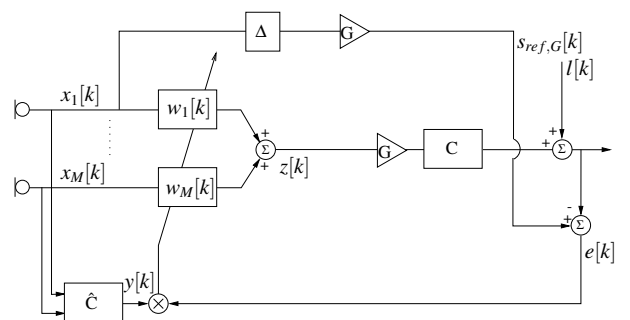 Δ
G
s_{ref,G}[k]
l[k]
x_1[k]
w_1[k]
+
+
+
Σ
+
z[k]
G
C
Σ
x_M[k]
w_M[k]
-
+
Σ
e[k]
Ĉ
y[k]